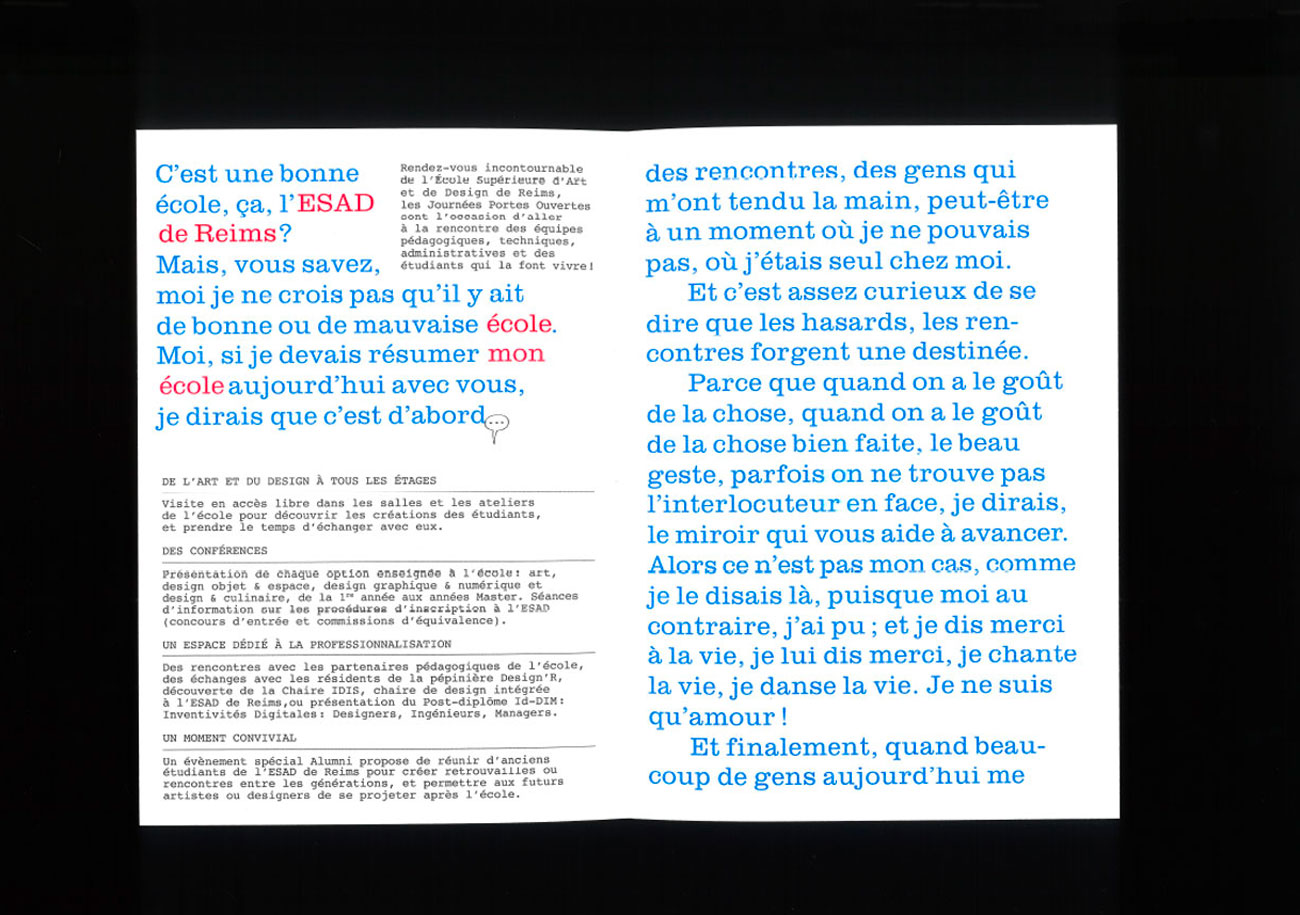 C'est une bonne
école, ça, l'ESAD
de Reims?
Mais, vous savez,
moi je ne crois pas qu'il y ait
de bonne ou de mauvaise école.
Moi, si je devais résumer mon
école aujourd'hui avec vous,
je dirais que c'est d'abord
...
Rendez-vous incontournable
de l'École Supérieure d'Art
et de Design de Reims,
les Journées Portes Ouvertes
sont l'occasion d'aller
à la rencontre des équipes
pédagogiques, techniques,
administratives et des
étudiants qui la font vivre!
DE L'ART ET DU DESIGN À TOUS LES ÉTAGES
Visite en accès libre dans les salles et les ateliers
de l'école pour découvrir les créations des étudiants,
et prendre le temps d'échanger avec eux.
DES CONFÉRENCES
Présentation de chaque option enseignée à l'école: art,
design objet & espace, design graphique & numérique et
design & culinaire, de la 1re année aux années Master. Séances
d'information sur les procédures d'inscription à l'ESAD
(concours d'entrée et commissions d'équivalence).
UN ESPACE DÉDIÉ À LA PROFESSIONNALISATION
Des rencontres avec les partenaires pédagogiques de l'école,
des échanges avec les résidents de la pépinière Design'R,
découverte de la Chaire IDIS, chaire de design intégrée
à l'ESAD de Reims,ou présentation du Post-diplôme Id-DIM:
Inventivités Digitales: Designers, Ingénieurs, Managers.
UN MOMENT CONVIVIAL
Un évènement spécial Alumni propose de réunir d'anciens
étudiants de l'ESAD de Reims pour créer retrouvailles ou
rencontres entre les générations, et permettre aux futurs
artistes ou designers de se projeter après l'école.
des rencontres, des gens qui
m'ont tendu la main, peut-être
à un moment où je ne pouvais
pas, où j'étais seul chez moi.
Et c'est assez curieux de se
dire que les hasards, les ren-
contres forgent une destinée.
Parce que quand on a le goût
de la chose, quand on a le goût
de la chose bien faite, le beau
geste, parfois on ne trouve pas
l'interlocuteur en face, je dirais,
le miroir qui vous aide à avancer.
Alors ce n'est pas mon cas, comme
je le disais là, puisque moi au
contraire, j'ai pu ; et je dis merci
à la vie, je lui dis merci, je chante
la vie, je danse la vie. Je ne suis
qu'amour !
Et finalement, quand beau-
coup de gens aujourd'hui me